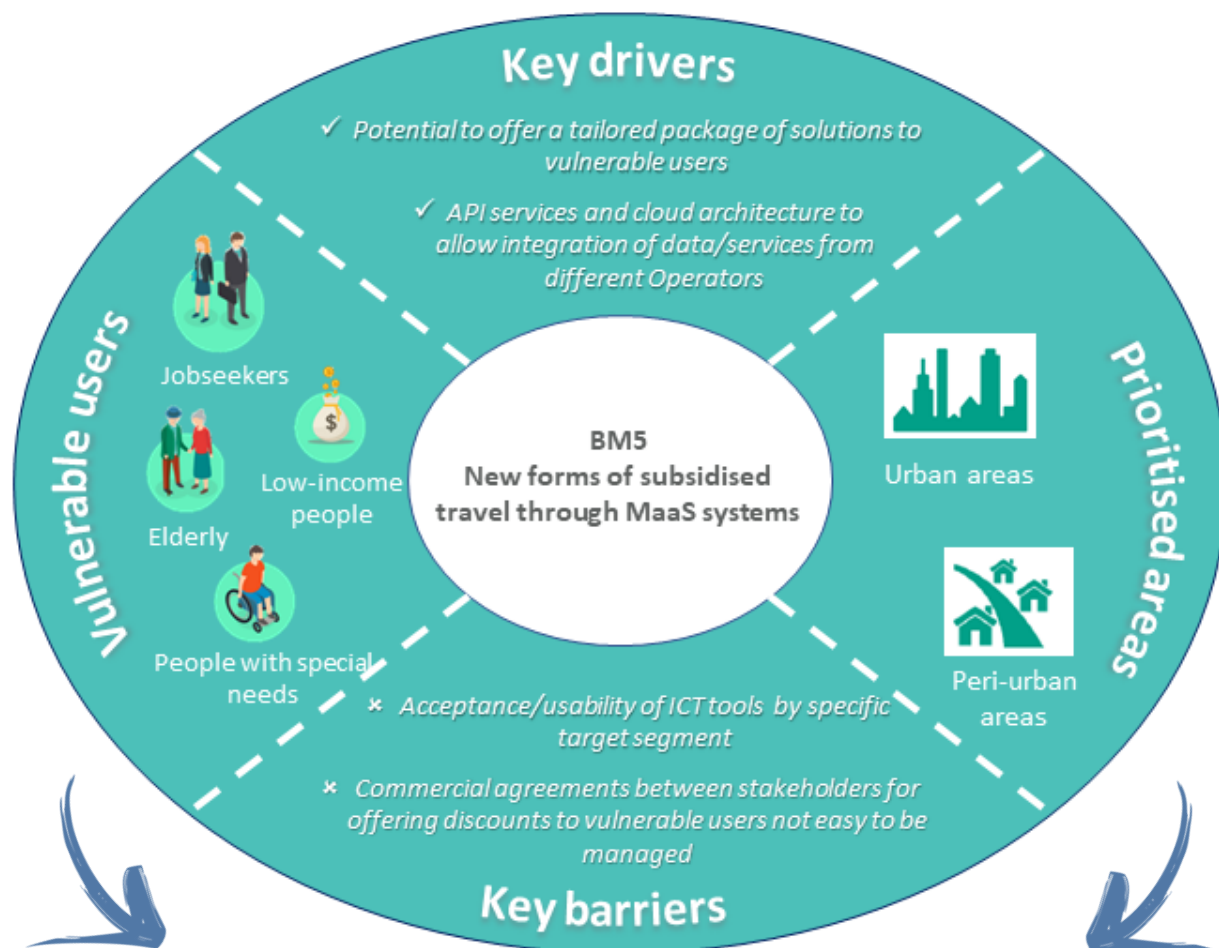 Key drivers
✓ Potential to offer a tailored package of solutions to
vulnerable users
✓ API services and cloud architecture to
allow integration of data/services from
different Operators
Vulnerable users
Jobseekers
Low-income
people
Elderly
People with special
needs
BM5
New forms of subsidised
travel through MaaS systems
Prioritised areas
Urban areas
Peri-urban
areas
× Acceptance/usability of ICT tools by specific
target segment
× Commercial agreements between stakeholders for
offering discounts to vulnerable users not easy to be
managed
Key barriers